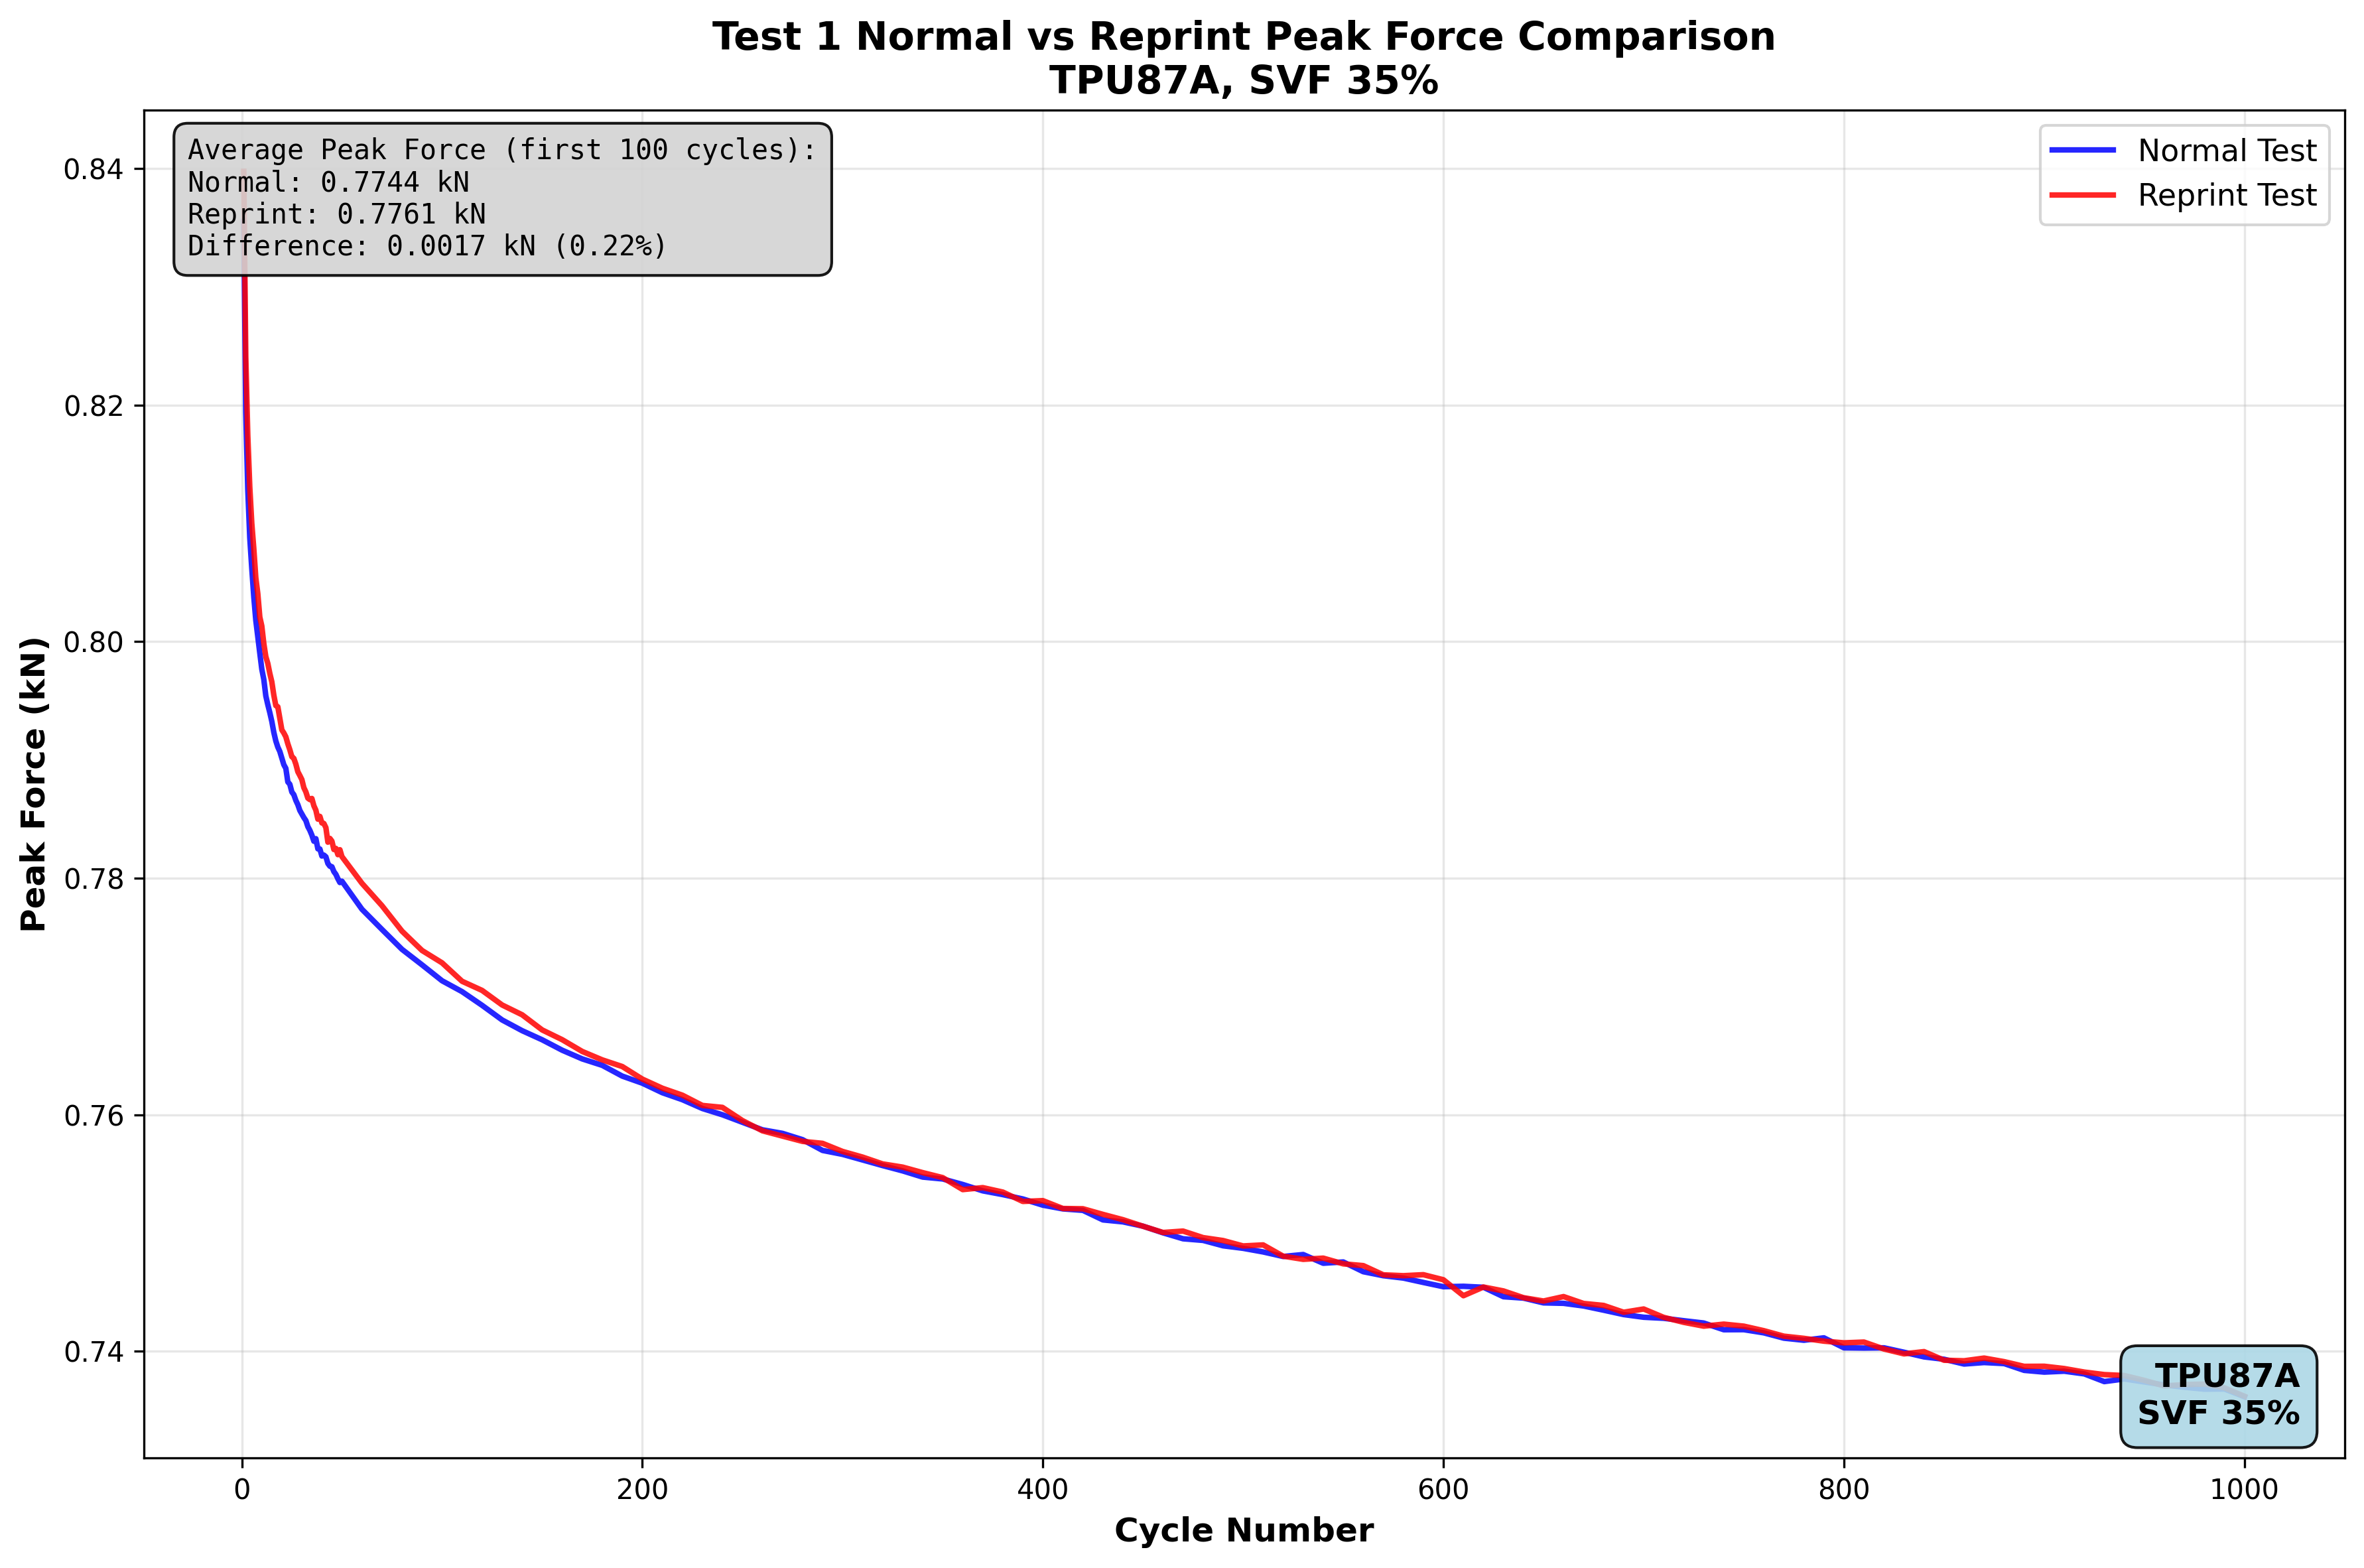 Test 1 Normal vs Reprint Peak Force Comparison
TPU87A, SVF 35%
Average Peak Force (first 100 cycles):
Normal: 0.7744 kN
Reprint: 0.7761 kN
Difference: 0.0017 kN (0.22%)
Normal Test
Reprint Test
Peak Force (kN)
0.84
0.82
0.80
0.78
0.76
0.74
TPU87A
SVF 35%
0
200
400
600
800
1000
Cycle Number